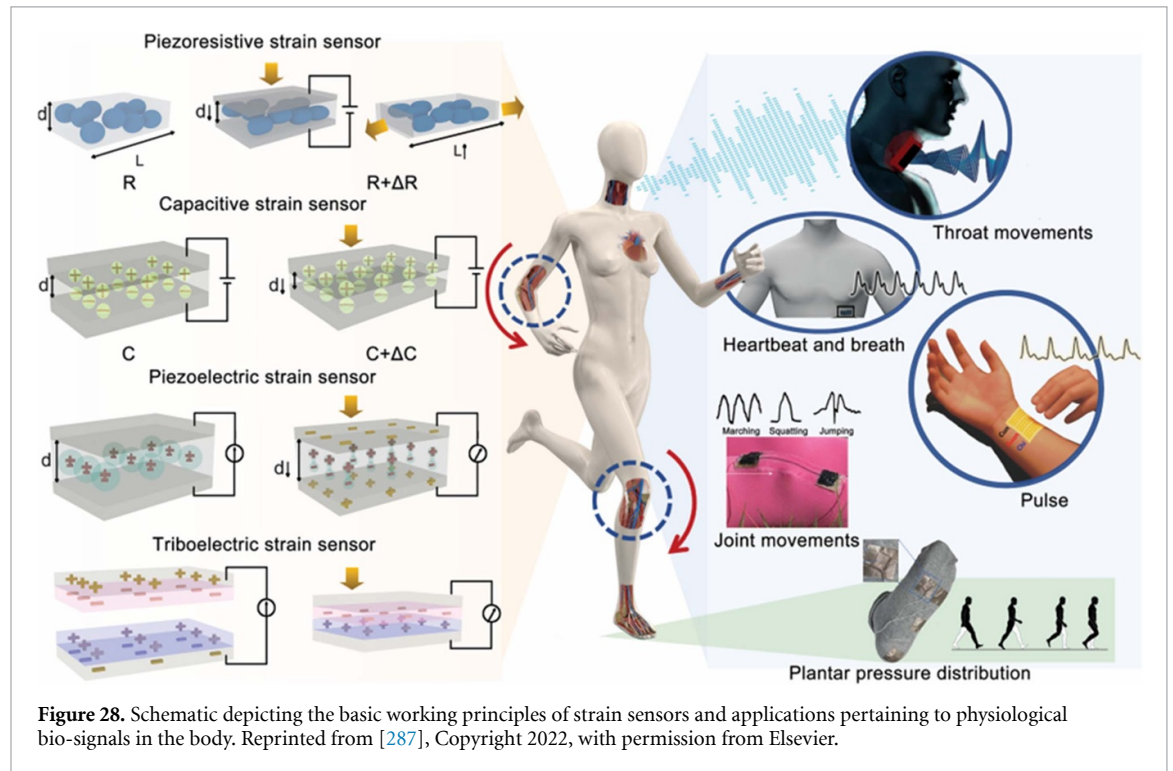 Piezoresistive strain sensor
d
d↓
L
L↑
R
R+ΔR
Capacitive strain sensor
d
d↓
C
C+ΔC
Piezoelectric strain sensor
d
d↓
Triboelectric strain sensor
Throat movements
Heartbeat and breath
Pulse
Marching Squatting Jumping
Joint movements
Plantar pressure distribution
Figure 28. Schematic depicting the basic working principles of strain sensors and applications pertaining to physiological
bio-signals in the body. Reprinted from [287], Copyright 2022, with permission from Elsevier.